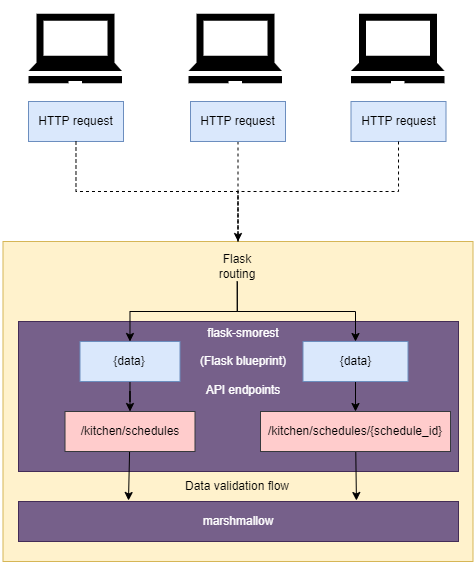 HTTP request
HTTP request
HTTP request
Flask
routing
flask-smorest
{data}
(Flask blueprint)
{data}
API endpoints
/kitchen/schedules
/kitchen/schedules/{schedule_id}
Data validation flow
marshmallow